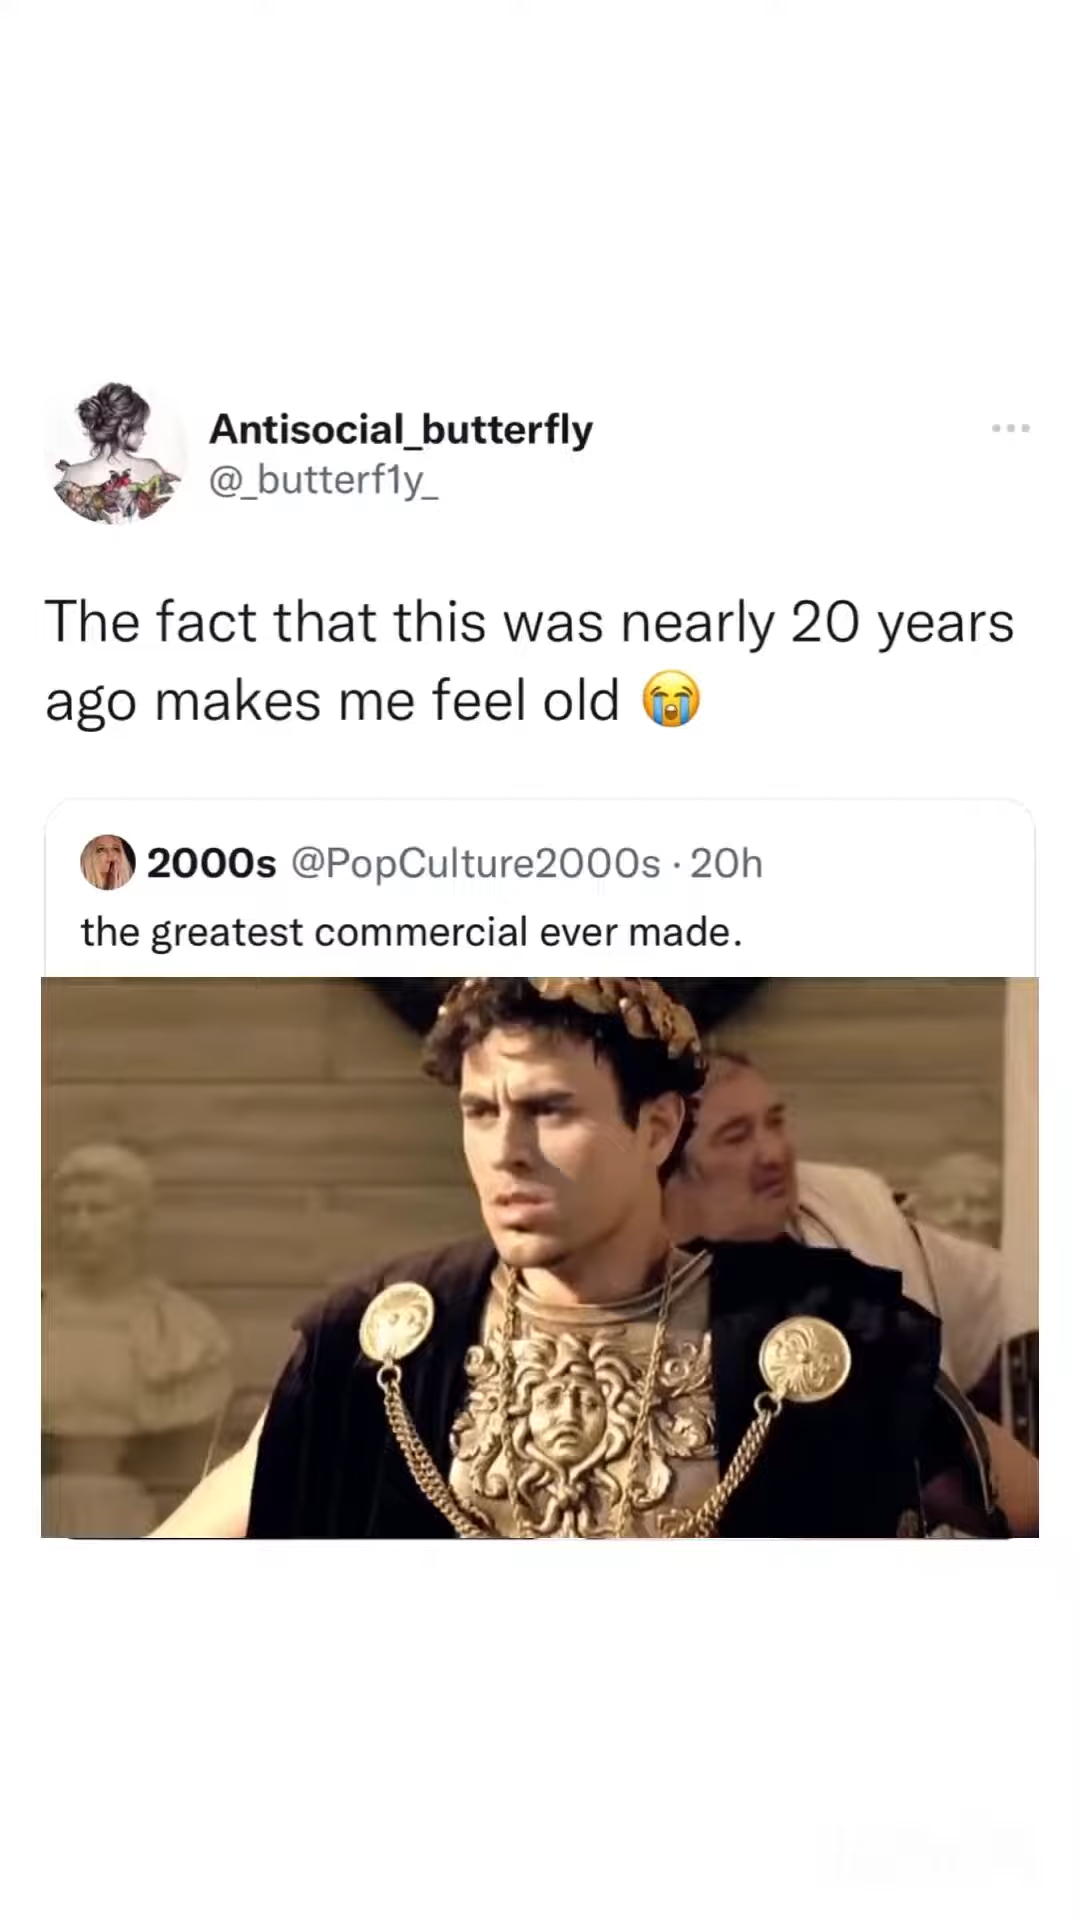 Antisocial_butterfly
@_butterf1y_
The fact that this was nearly 20 years
ago makes me feel old 😭
2000s @PopCulture2000s · 20h
the greatest commercial ever made.